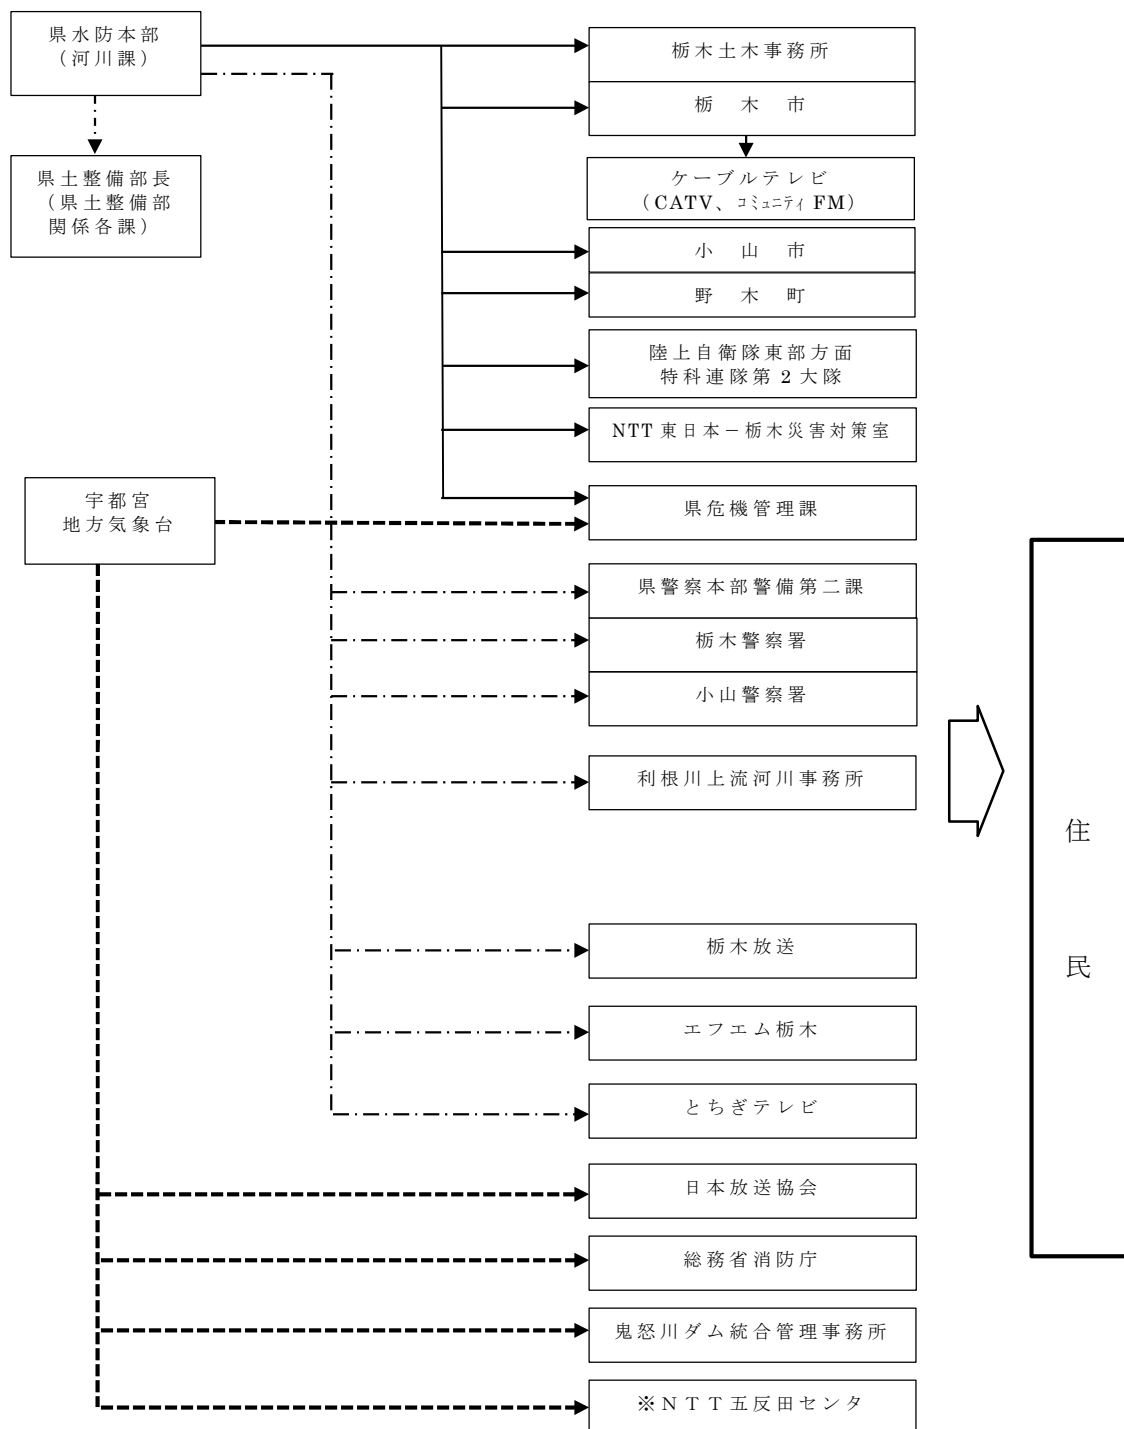 県水防本部
（河川課）
県土整備部長
（県土整備部
関係各課）
栃木土木事務所
栃　木　市
ケーブルテレビ
（CATV、コミュニティ FM）
小　山　市
野　木　町
陸上自衛隊東部方面
特科連隊第 2 大隊
NTT 東日本－栃木災害対策室
宇都宮
地方気象台
県危機管理課
県警察本部警備第二課
栃木警察署
小山警察署
利根川上流河川事務所
栃木放送
エフエム栃木
とちぎテレビ
日本放送協会
総務省消防庁
鬼怒川ダム統合管理事務所
※ＮＴＴ五反田センタ
住
民